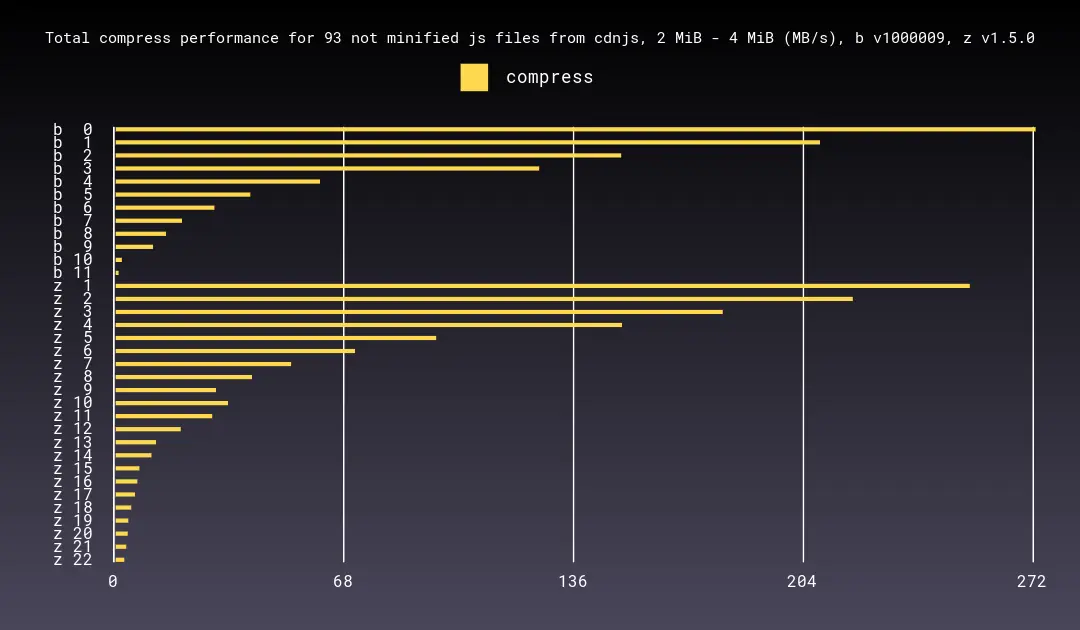 Total compress performance for 93 not minified js files from cdnjs, 2 MiB - 4 MiB (MB/s), b v1000009, z v1.5.0
compress
b 0
b 1
b 2
b 3
b 4
b 5
b 6
b 7
b 8
b 9
b 10
b 11
z 1
z 2
z 3
z 4
z 5
z 6
z 7
z 8
z 9
z 10
z 11
z 12
z 13
z 14
z 15
z 16
z 17
z 18
z 19
z 20
z 21
z 22
0 68 136 204 272